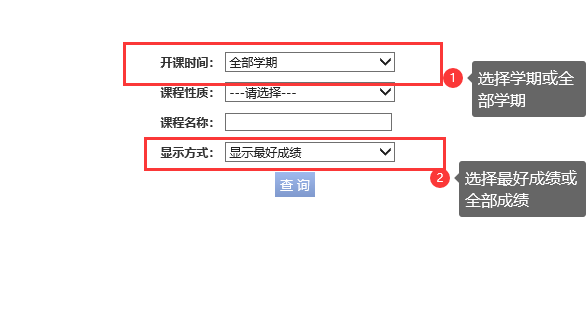 开课时间： 全部学期
1 选择学期或全
部学期
课程性质： ---请选择---
课程名称：
显示方式： 显示最好成绩
2 选择最好成绩或
全部成绩
查 询